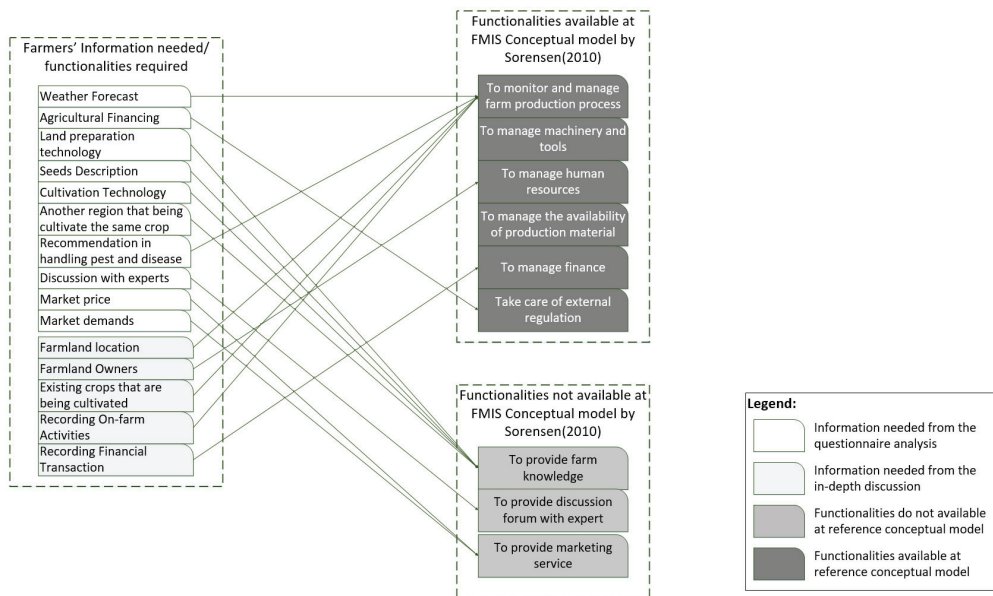 Farmers' Information needed/
functionalities required
Weather Forecast
Agricultural Financing
Land preparation
technology
Seeds Description
Cultivation Technology
Another region that being
cultivate the same crop
Recommendation in
handling pest and disease
Discussion with experts
Market price
Market demands
Farmland location
Farmland Owners
Existing crops that are
being cultivated
Recording On-farm
Activities
Recording Financial
Transaction
Functionalities available at
FMIS Conceptual model by
Sorensen(2010)
To monitor and manage
farm production process
To manage machinery and
tools
To manage human
resources
To manage the availability
of production material
To manage finance
Take care of external
regulation
Functionalities not available at
FMIS Conceptual model by
Sorensen(2010)
To provide farm
knowledge
To provide discussion
forum with expert
To provide marketing
service
Legend:
Information needed from the
questionnaire analysis
Information needed from the
in-depth discussion
Functionalities do not available
at reference conceptual model
Functionalities available at
reference conceptual model